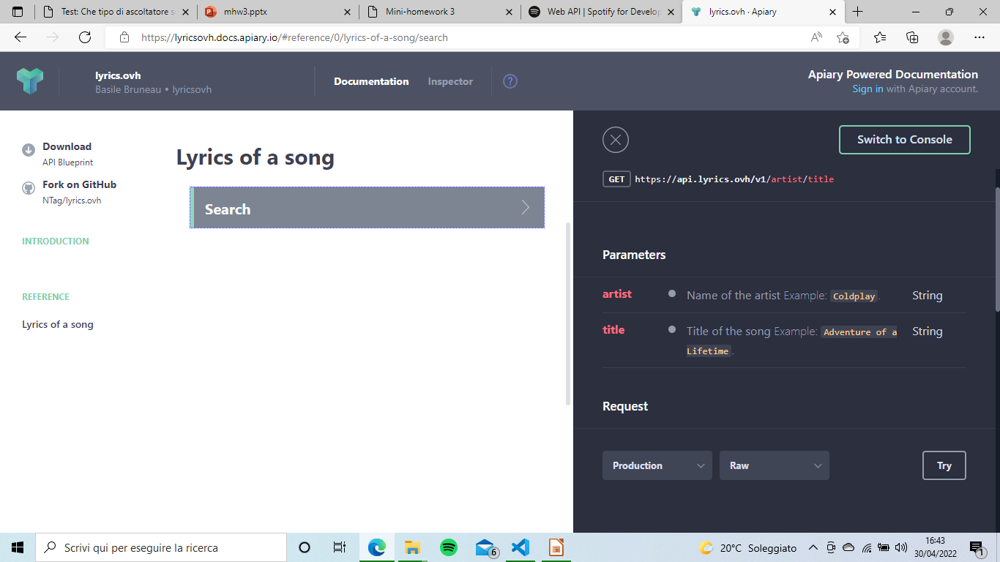 Test: Che tipo di ascoltatore s
mhw3.pptx
Mini-homework 3
Web API | Spotify for Develop
lyrics.ovh · Apiary
https://lyricsovh.docs.apiary.io/#reference/0/lyrics-of-a-song/search
lyrics.ovh
Basile Bruneau • lyricsovh
Documentation
Inspector
?
Apiary Powered Documentation
Sign in with Apiary account.
Download
API Blueprint
Fork on GitHub
NTag/lyrics.ovh
INTRODUCTION
REFERENCE
Lyrics of a song
Lyrics of a song
Search
Switch to Console
GET https://api.lyrics.ovh/v1/artist/title
Parameters
artist Name of the artist Example: Coldplay. String
title Title of the song Example: Adventure of a String
Lifetime.
Request
Production
Raw
Try
Scrivi qui per eseguire la ricerca
6
20°C Soleggiato
16:43
30/04/2022
1